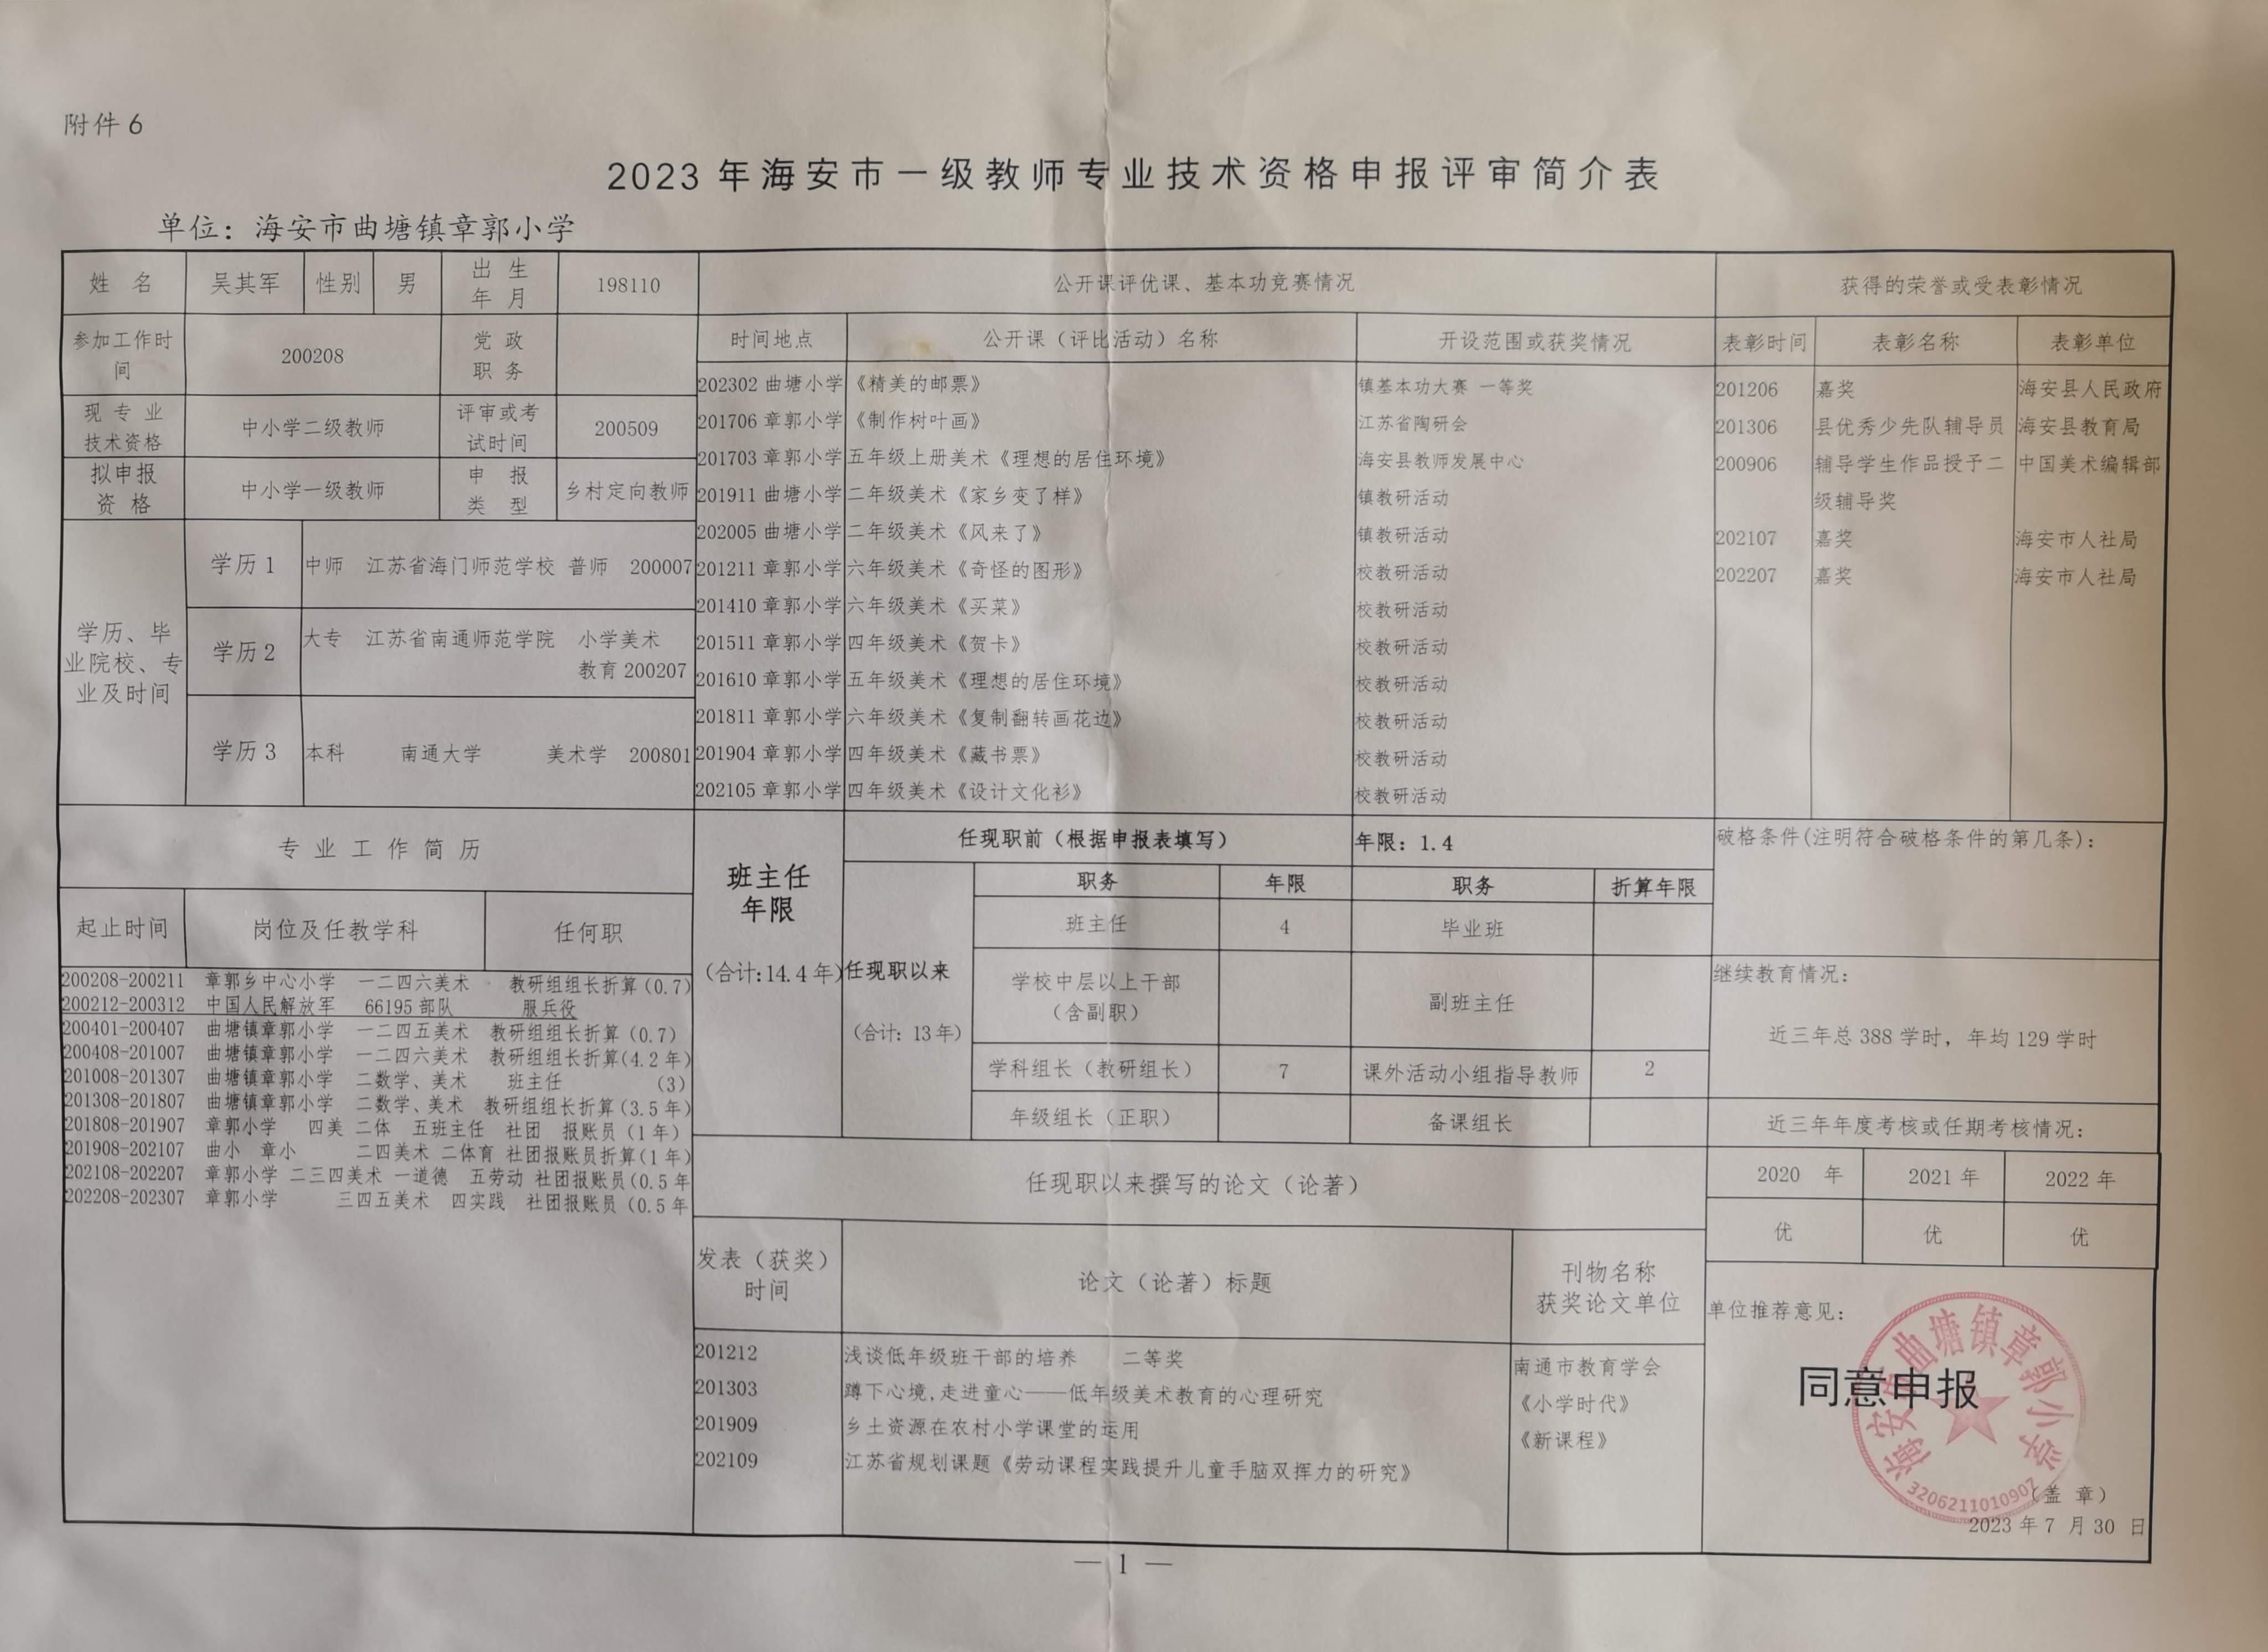 附件6
2023年海安市一级教师专业技术资格申报评审简介表
单位：海安市曲塘镇章郭小学
姓 名 吴其军 性别 男 出 生 年 月 198110
参加工作时间 200208 党 政 职 务
现 专 业 技术资格 中小学二级教师 评审或考试时间 200509
拟申报 资 格 中小学一级教师 申 报 类 型 乡村定向教师
学历、毕业院校、专业及时间
学历1 中师 江苏省海门师范学校 普师 200007
学历2 大专 江苏省南通师范学院 小学美术教育200207
学历3 本科 南通大学 美术学 200801
专 业 工 作 简 历
起止时间 岗位及任教学科 任何职
200208-200211 章郭乡中心小学 一二四六美术 教研组组长折算(0.7)
200212-200312 中国人民解放军 66195部队 服兵役
200401-200407 曲塘镇章郭小学 一二四五美术 教研组组长折算(0.7)
200408-201007 曲塘镇章郭小学 一二四六美术 教研组组长折算(4.2年)
201008-201307 曲塘镇章郭小学 二数学、美术 班主任 (3)
201308-201807 曲塘镇章郭小学 二数学、美术 教研组组长折算(3.5年)
201808-201907 章郭小学 四美 二体 五班主任 社团 报账员(1年)
201908-202107 曲小 章小 二四美术 二体育 社团报账员折算(1年)
202108-202207 章郭小学 二三四美术 一道德 五劳动 社团报账员(0.5年
202208-202307 章郭小学 三四五美术 四实践 社团报账员(0.5年
公开课评优课、基本功竞赛情况
时间地点 公开课（评比活动）名称 开设范围或获奖情况
202302 曲塘小学 《精美的邮票》 镇基本功大赛 一等奖
201706 章郭小学 《制作树叶画》 江苏省陶研会
201703 章郭小学 五年级上册美术《理想的居住环境》 海安县教师发展中心
201911 曲塘小学 二年级美术《家乡变了样》 镇教研活动
202005 曲塘小学 二年级美术《风来了》 镇教研活动
201211 章郭小学 六年级美术《奇怪的图形》 校教研活动
201410 章郭小学 六年级美术《买菜》 校教研活动
201511 章郭小学 四年级美术《贺卡》 校教研活动
201610 章郭小学 五年级美术《理想的居住环境》 校教研活动
201811 章郭小学 六年级美术《复制翻转画花边》 校教研活动
201904 章郭小学 四年级美术《藏书票》 校教研活动
202105 章郭小学 四年级美术《设计文化衫》 校教研活动
班主任年限
(合计:14.4年)
任现职前（根据申报表填写） 年限：1.4
任现职以来
(合计：13年)
职务 年限 职务 折算年限
班主任 4 毕业班
学校中层以上干部（含副职） 副班主任
学科组长（教研组长） 7 课外活动小组指导教师 2
年级组长（正职） 备课组长
任现职以来撰写的论文（论著）
发表（获奖）时间 论文（论著）标题 刊物名称 获奖论文单位
201212 浅谈低年级班干部的培养 二等奖 南通市教育学会
201303 蹲下心境,走进童心——低年级美术教育的心理研究 《小学时代》
201909 乡土资源在农村小学课堂的运用 《新课程》
202109 江苏省规划课题《劳动课程实践提升儿童手脑双挥力的研究》
获得的荣誉或受表彰情况
表彰时间 表彰名称 表彰单位
201206 嘉奖 海安县人民政府
201306 县优秀少先队辅导员 海安县教育局
200906 辅导学生作品授予二级辅导奖 中国美术编辑部
202107 嘉奖 海安市人社局
202207 嘉奖 海安市人社局
破格条件(注明符合破格条件的第几条)：
继续教育情况：
近三年总388学时，年均129学时
近三年年度考核或任期考核情况：
2020 年 2021 年 2022 年
优 优 优
单位推荐意见：
同意申报
海安市曲塘镇章郭小学
3206211010907
（盖 章）
2023年7月30日
— 1 —